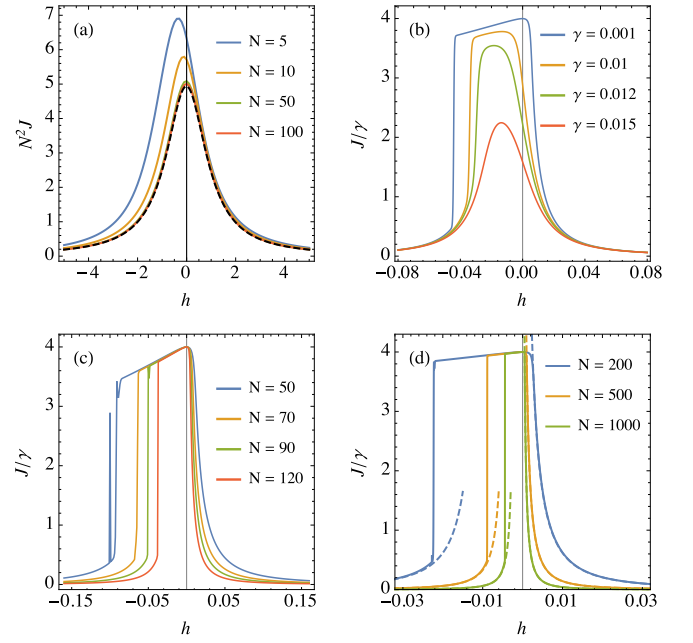 (a)
N = 5
N = 10
N = 50
N = 100
N²J
7
6
5
4
3
2
1
0
−4 −2 0 2 4
h
(b)
γ = 0.001
γ = 0.01
γ = 0.012
γ = 0.015
J/γ
4
3
2
1
0
−0.08 −0.04 0.00 0.04 0.08
h
(c)
N = 50
N = 70
N = 90
N = 120
J/γ
4
3
2
1
0
−0.15 −0.05 0.05 0.15
h
(d)
N = 200
N = 500
N = 1000
J/γ
4
3
2
1
0
−0.03 −0.01 0.01 0.03
h